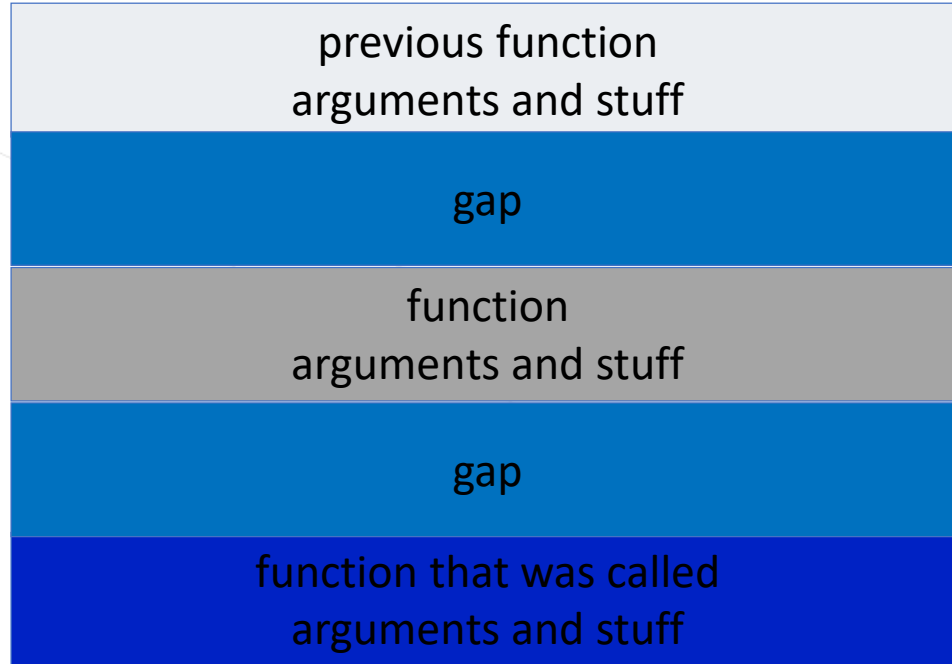 previous function
arguments and stuff
gap
function
arguments and stuff
gap
function that was called
arguments and stuff